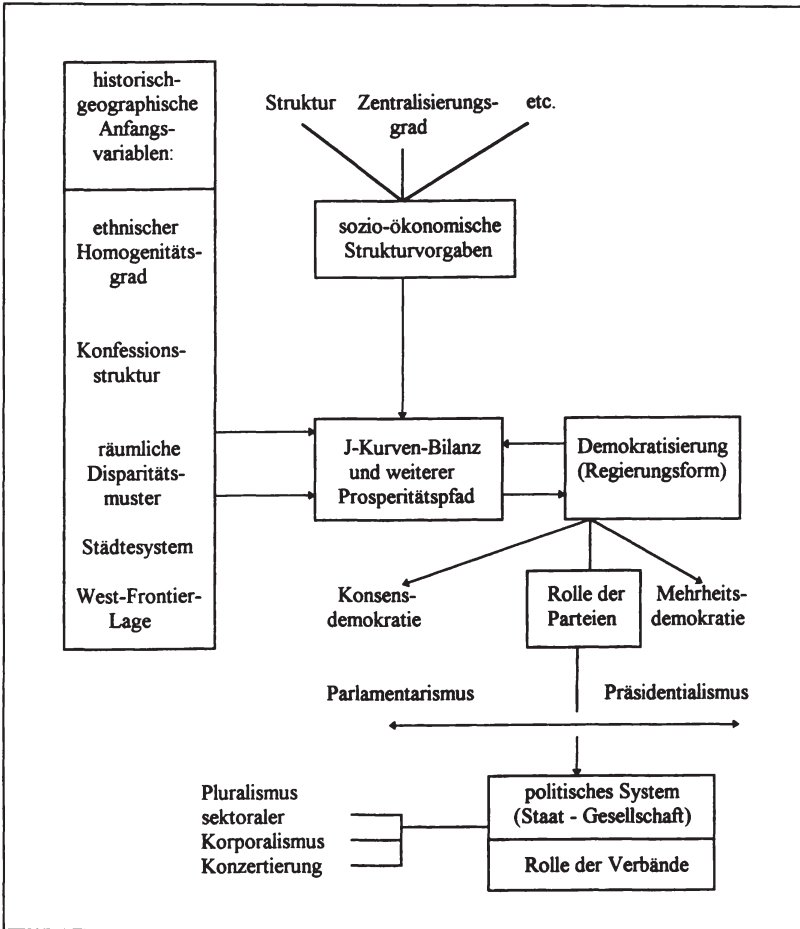 historisch-
geographische
Anfangs-
variablen:
ethnischer
Homogenitäts-
grad
Konfessions-
struktur
räumliche
Disparitäts-
muster
Städtesystem
West-Frontier-
Lage
Struktur Zentralisierungs- etc.
grad
sozio-ökonomische
Strukturvorgaben
J-Kurven-Bilanz
und weiterer
Prosperitätspfad
Demokratisierung
(Regierungsform)
Konsens-
demokratie
Rolle der
Parteien
Mehrheits-
demokratie
Parlamentarismus Präsidentialismus
Pluralismus
sektoraler
Korporalismus
Konzertierung
politisches System
(Staat - Gesellschaft)
Rolle der Verbände